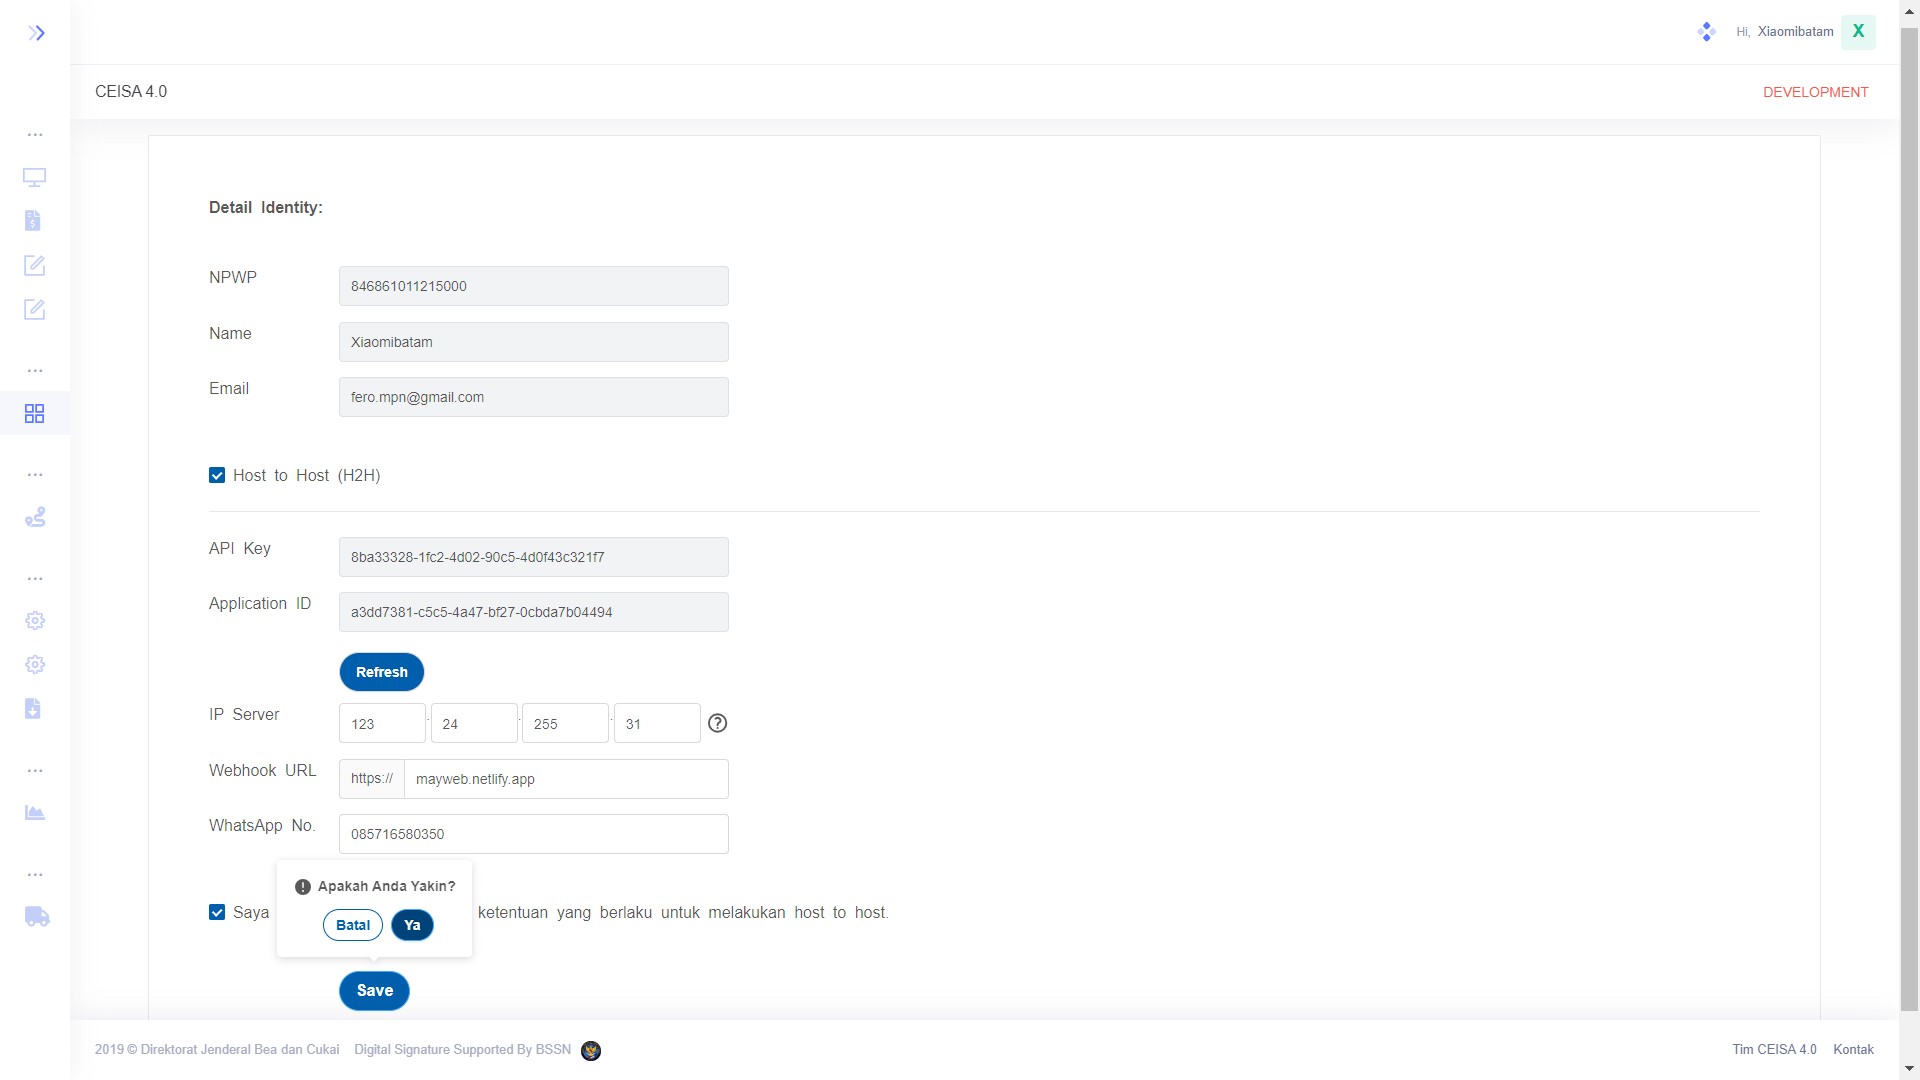 Hi, Xiaomibatam X
CEISA 4.0
DEVELOPMENT
Detail Identity:
NPWP
846861011215000
Name
Xiaomibatam
Email
fero.mpn@gmail.com
Host to Host (H2H)
API Key
8ba33328-1fc2-4d02-90c5-4d0f43c321f7
Application ID
a3dd7381-c5c5-4a47-bf27-0cbda7b04494
Refresh
IP Server
123 . 24 . 255 . 31
Webhook URL
https:// mayweb.netlify.app
WhatsApp No.
085716580350
Apakah Anda Yakin?
Batal Ya
Saya ketentuan yang berlaku untuk melakukan host to host.
Save
2019 © Direktorat Jenderal Bea dan Cukai Digital Signature Supported By BSSN
Tim CEISA 4.0 Kontak